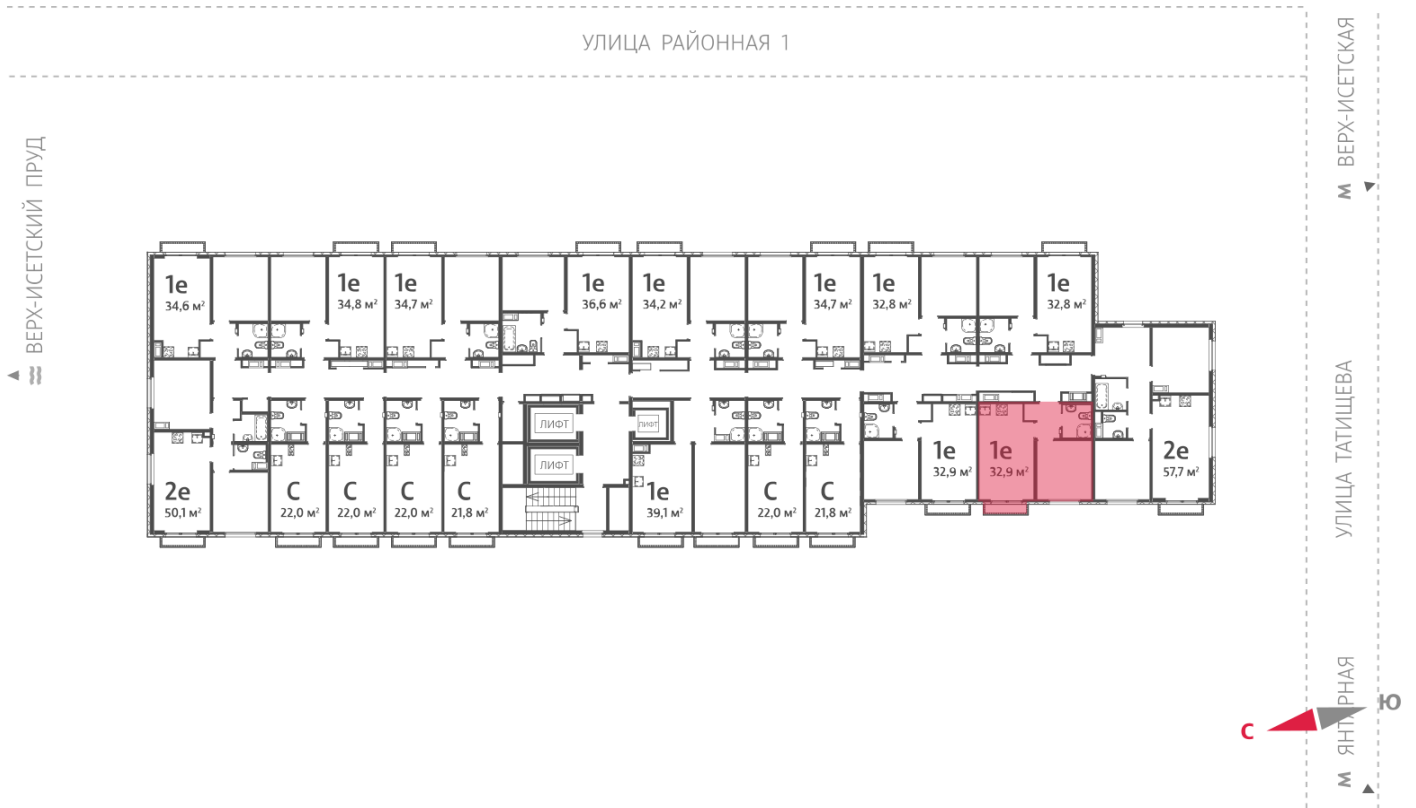 УЛИЦА РАЙОННАЯ 1
М ВЕРХ-ИСЕТСКАЯ
ВЕРХ-ИСЕТСКИЙ ПРУД
1е
34,6 м²
1е
34,8 м²
1е
34,7 м²
1е
36,6 м²
1е
34,2 м²
1е
34,7 м²
1е
32,8 м²
1е
32,8 м²
УЛИЦА ТАТИЩЕВА
ЛИФТ
ЛИФТ
ЛИФТ
2е
50,1 м²
С
22,0 м²
С
22,0 м²
С
22,0 м²
С
21,8 м²
1е
39,1 м²
С
22,0 м²
С
21,8 м²
1е
32,9 м²
1е
32,9 м²
2е
57,7 м²
М ЯНТАРНАЯ
С
Ю